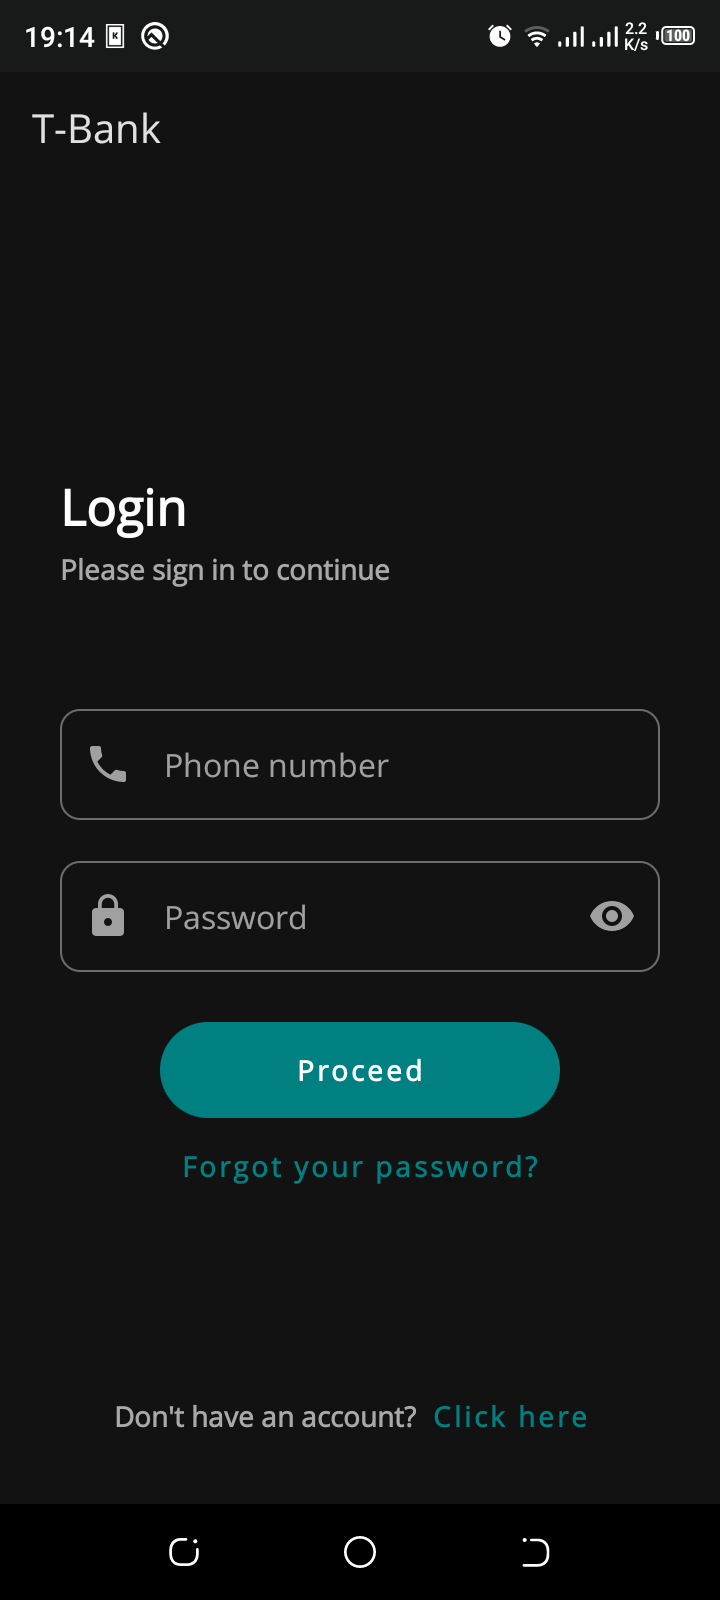 19:14 K 2.2 K/s 100
T-Bank
Login
Please sign in to continue
Phone number
Password
Proceed
Forgot your password?
Don't have an account? Click here